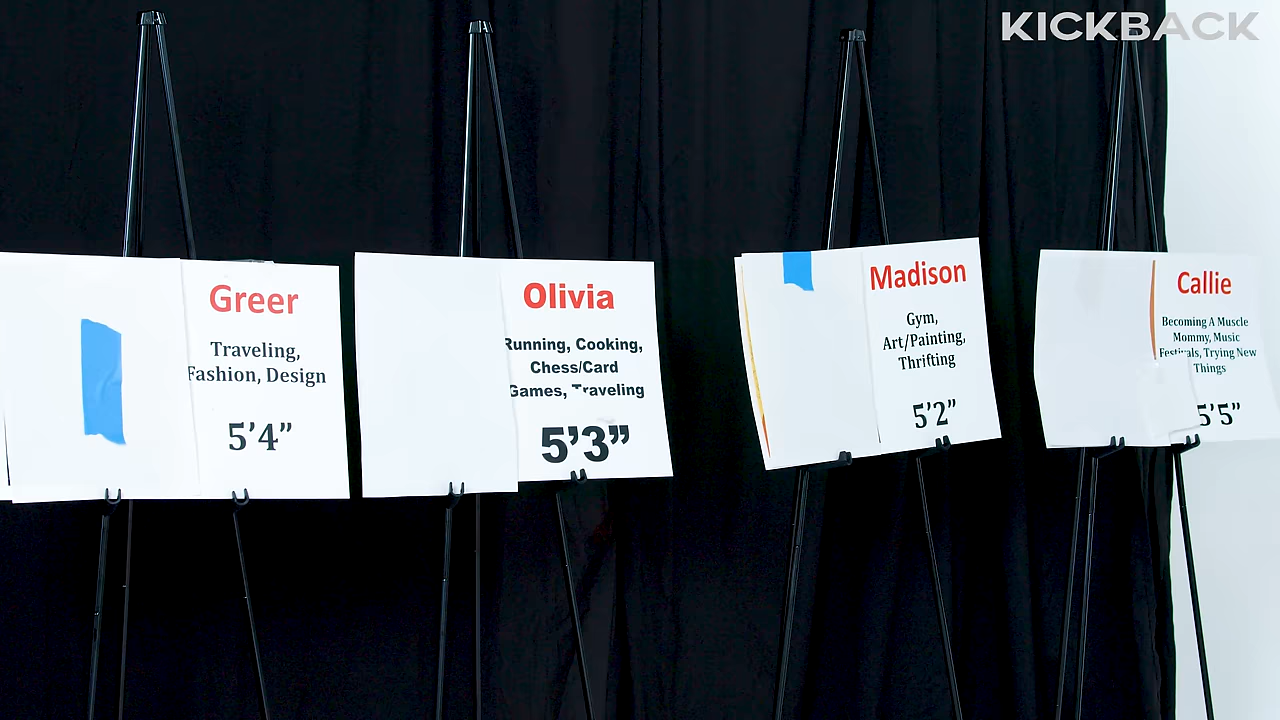 KICKBACK
Greer
Traveling,
Fashion, Design
5’4”
Olivia
Running, Cooking,
Chess/Card
Games, Traveling
5’3”
Madison
Gym,
Art/Painting,
Thrifting
5’2”
Callie
Becoming A Muscle
Mommy, Music
Festivals, Trying New
Things
5’5”